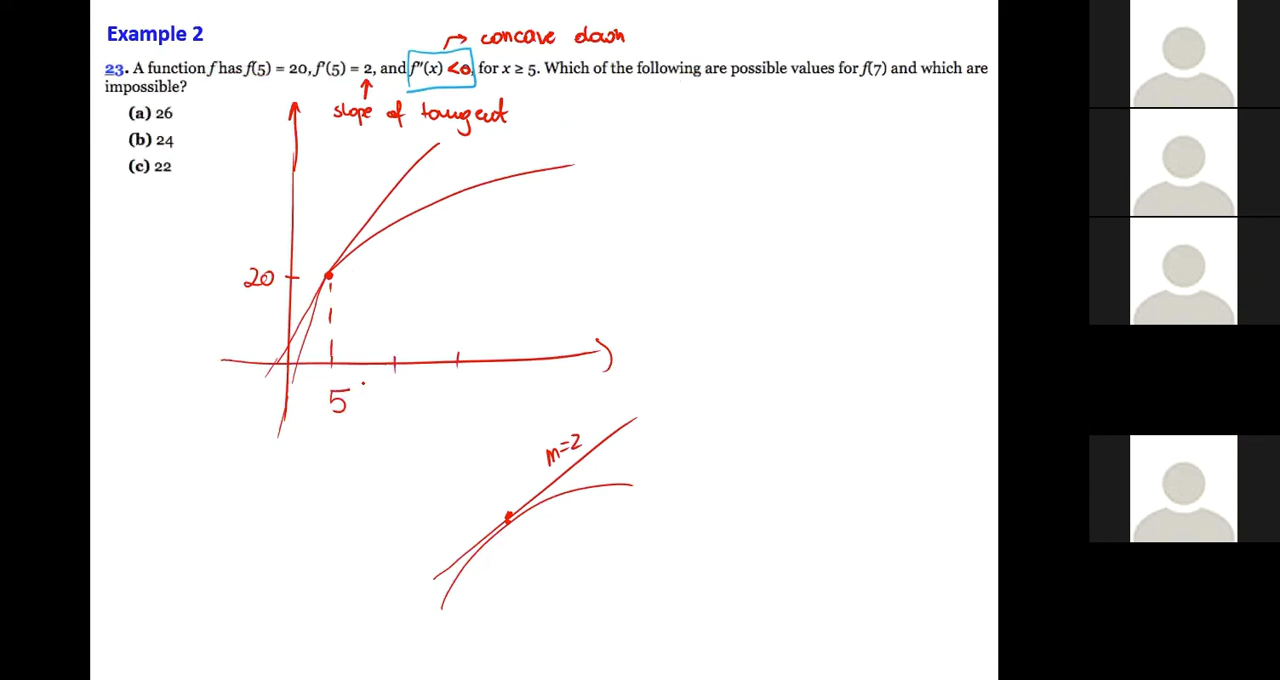 Example 2
concave down
23. A function f has f(5) = 20, f'(5) = 2, and f''(x) <0, for x ≥ 5. Which of the following are possible values for f(7) and which are
impossible?
slope of tangent
(a) 26
(b) 24
(c) 22
20
5
m=2